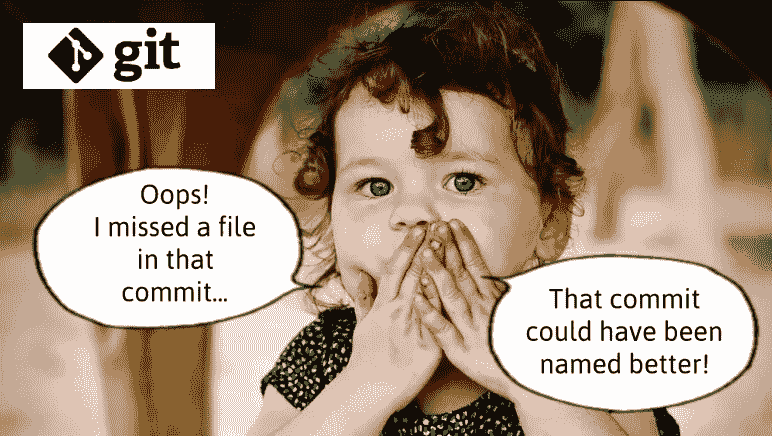 git
Oops!
I missed a file
in that
commit...
That commit
could have been
named better!